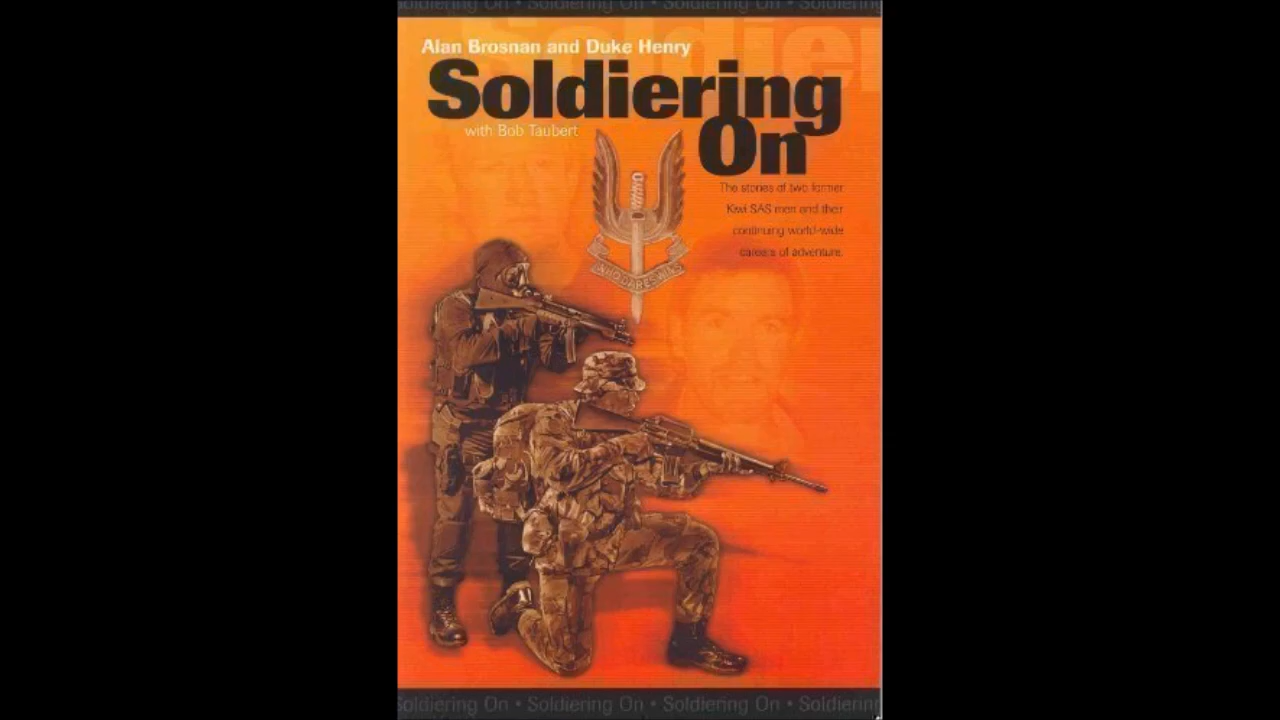 Soldiering On • Soldiering On • Soldiering On • Soldiering
Soldier
Alan Brosnan and Duke Henry
Soldiering
On
with Bob Taubert
The stories of two former
Kiwi SAS men and their
continuing world-wide
careers of adventure.
WHO DARES WINS
Soldiering On • Soldiering On • Soldiering On • Soldiering